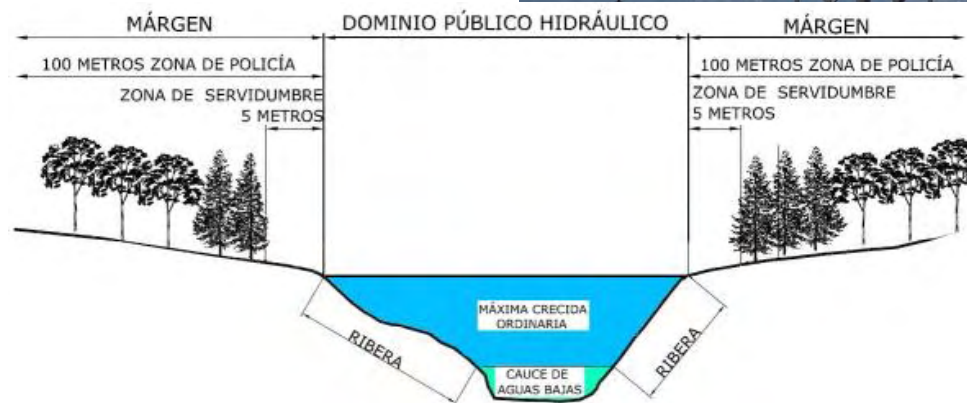 MÁRGEN
DOMINIO PÚBLICO HIDRÁULICO
MÁRGEN
100 METROS ZONA DE POLICÍA
100 METROS ZONA DE POLICÍA
ZONA DE SERVIDUMBRE
5 METROS
ZONA DE SERVIDUMBRE
5 METROS
MÁXIMA CRECIDA
ORDINARIA
RIBERA
RIBERA
CAUCE DE
AGUAS BAJAS